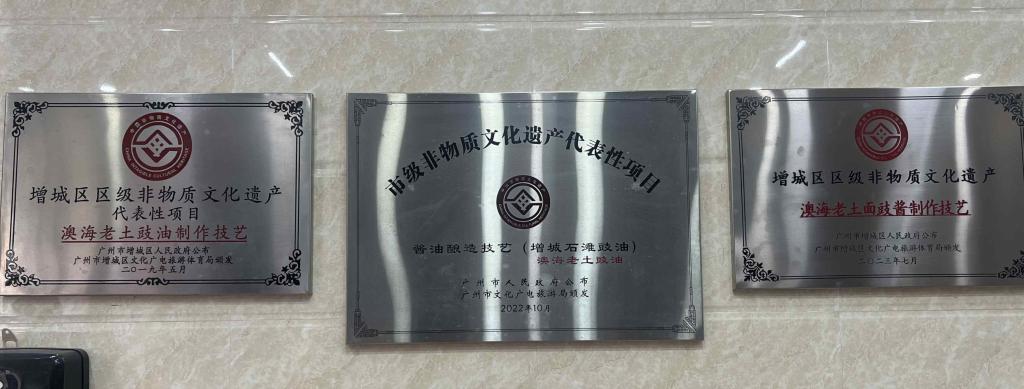 增城区区级非物质文化遗产
代表性项目
澳海老土豉油制作技艺
广州市增城区人民政府公布
广州市增城区文化广电旅游体育局颁发
二〇一九年五月
市级非物质文化遗产代表性项目
酱油酿造技艺（增城石滩豉油）
澳海老土豉油
广州市人民政府公布
广州市文化广电旅游局颁发
2022年10月
增城区区级非物质文化遗产
澳海老土面豉酱制作技艺
广州市增城区人民政府公布
广州市增城区文化广电旅游体育局颁发
二〇二三年七月